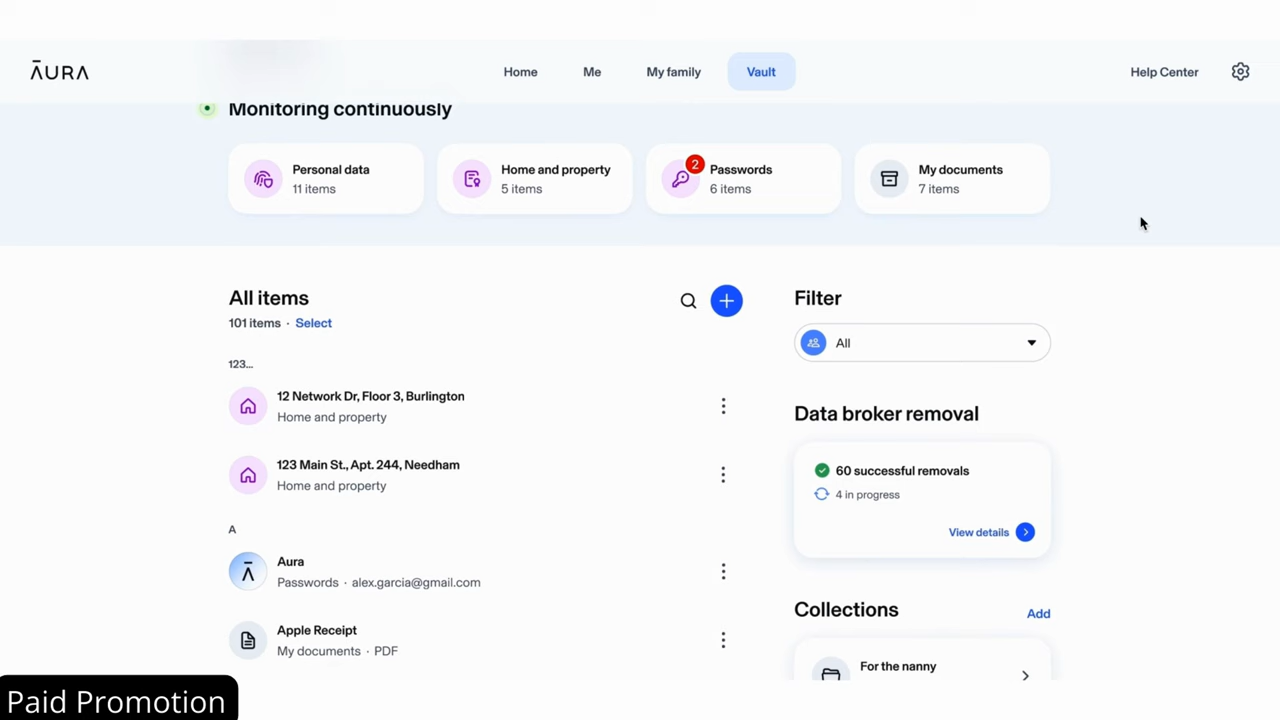 ĀURA
Home
Me
My family
Vault
Help Center
Monitoring continuously
Personal data
11 items
Home and property
5 items
2
Passwords
6 items
My documents
7 items
All items
101 items · Select
Filter
All
123...
12 Network Dr, Floor 3, Burlington
Home and property
123 Main St., Apt. 244, Needham
Home and property
Data broker removal
60 successful removals
4 in progress
View details
A
Ā
Aura
Passwords · alex.garcia@gmail.com
Apple Receipt
My documents · PDF
Collections
Add
For the nanny
Paid Promotion